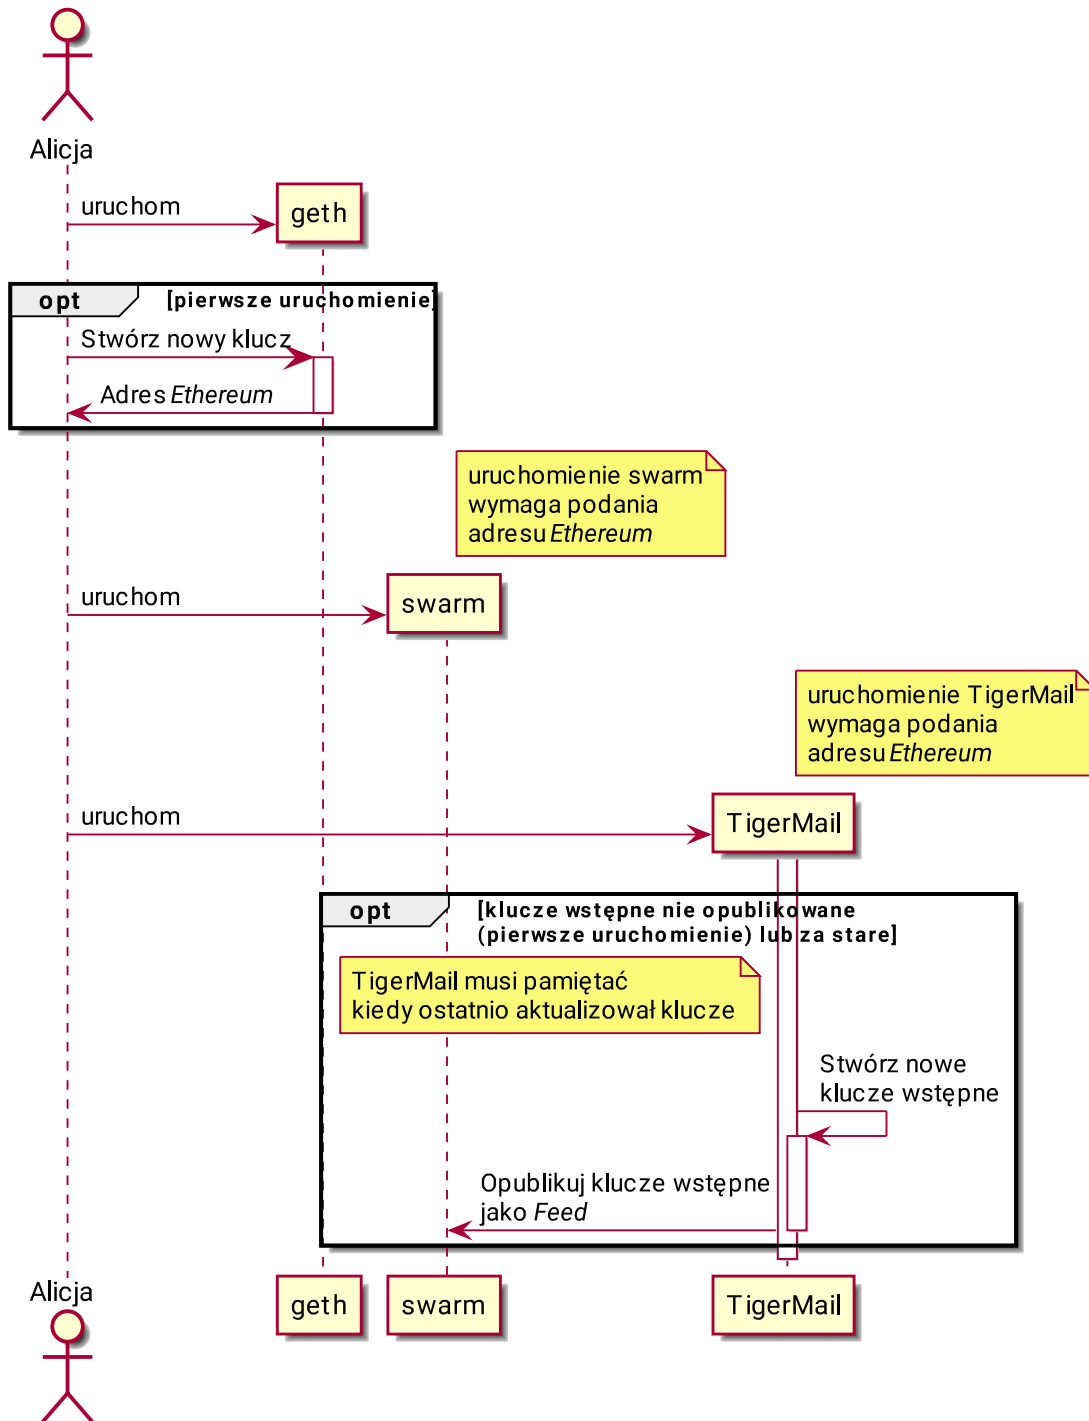 Alicja
uruchom
geth
opt
[pierwsze uruchomienie]
Stwórz nowy klucz
Adres Ethereum
uruchomienie swarm
wymaga podania
adresu Ethereum
uruchom
swarm
uruchomienie TigerMail
wymaga podania
adresu Ethereum
uruchom
TigerMail
opt
[klucze wstępne nie opublikowane
(pierwsze uruchomienie) lub za stare]
TigerMail musi pamiętać
kiedy ostatnio aktualizował klucze
Stwórz nowe
klucze wstępne
Opublikuj klucze wstępne
jako Feed
Alicja
geth
swarm
TigerMail